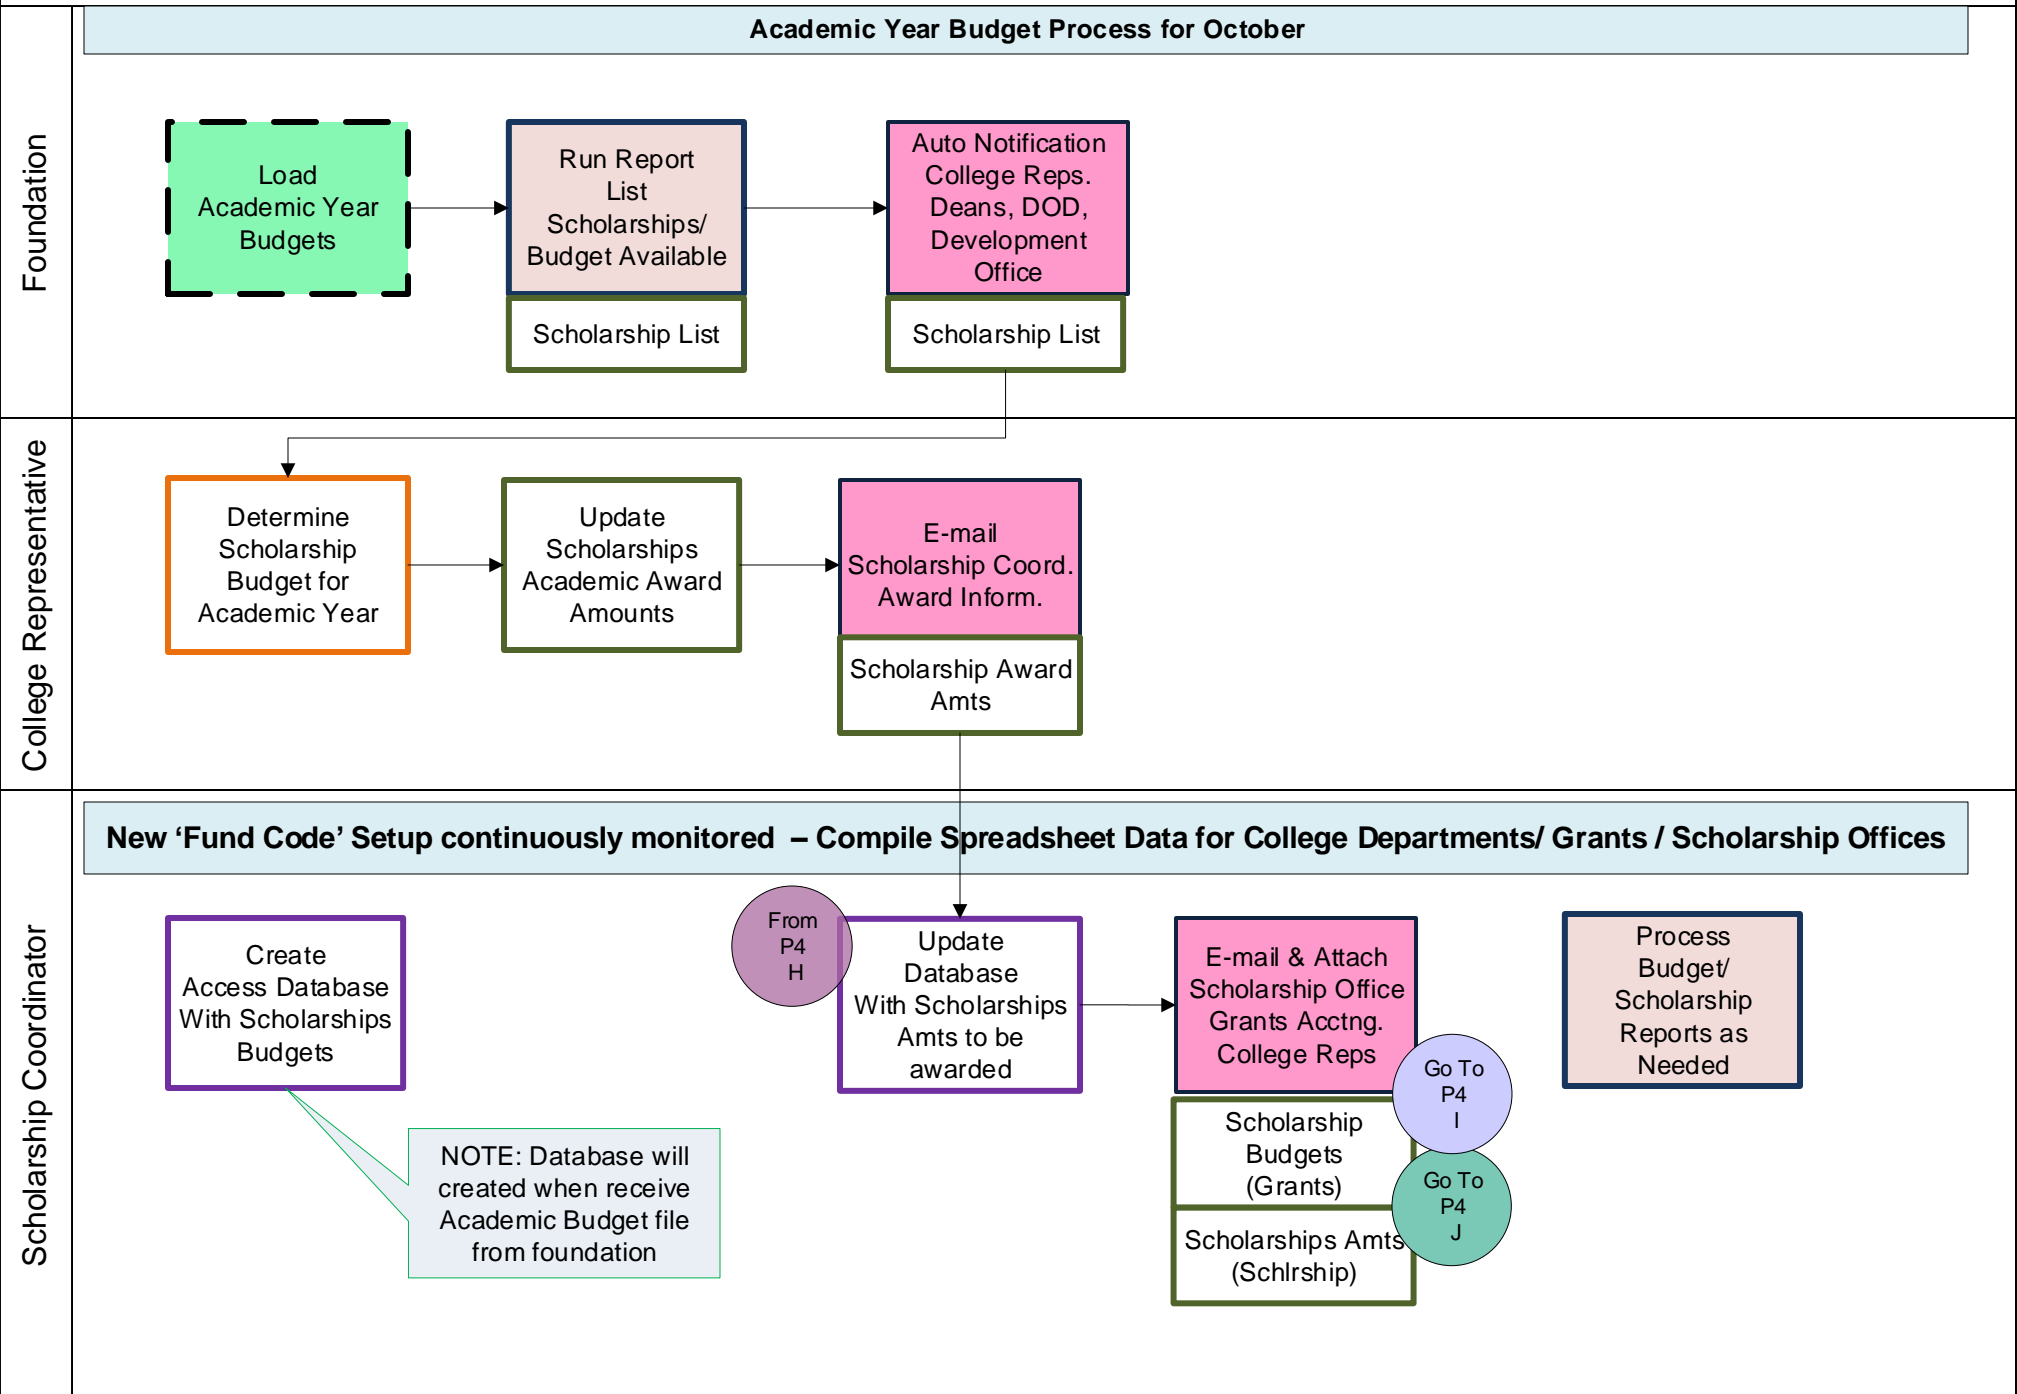 Academic Year Budget Process for October
Foundation
Load
Academic Year
Budgets
Run Report
List
Scholarships/
Budget Available
Scholarship List
Auto Notification
College Reps.
Deans, DOD,
Development
Office
Scholarship List
College Representative
Determine
Scholarship
Budget for
Academic Year
Update
Scholarships
Academic Award
Amounts
E-mail
Scholarship Coord.
Award Inform.
Scholarship Award
Amts
Scholarship Coordinator
New ‘Fund Code’ Setup continuously monitored – Compile Spreadsheet Data for College Departments/ Grants / Scholarship Offices
Create
Access Database
With Scholarships
Budgets
NOTE: Database will
created when receive
Academic Budget file
from foundation
From
P4
H
Update
Database
With Scholarships
Amts to be
awarded
E-mail & Attach
Scholarship Office
Grants Acctng.
College Reps
Go To
P4
I
Scholarship
Budgets
(Grants)
Go To
P4
J
Scholarships Amts
(Schlrship)
Process
Budget/
Scholarship
Reports as
Needed